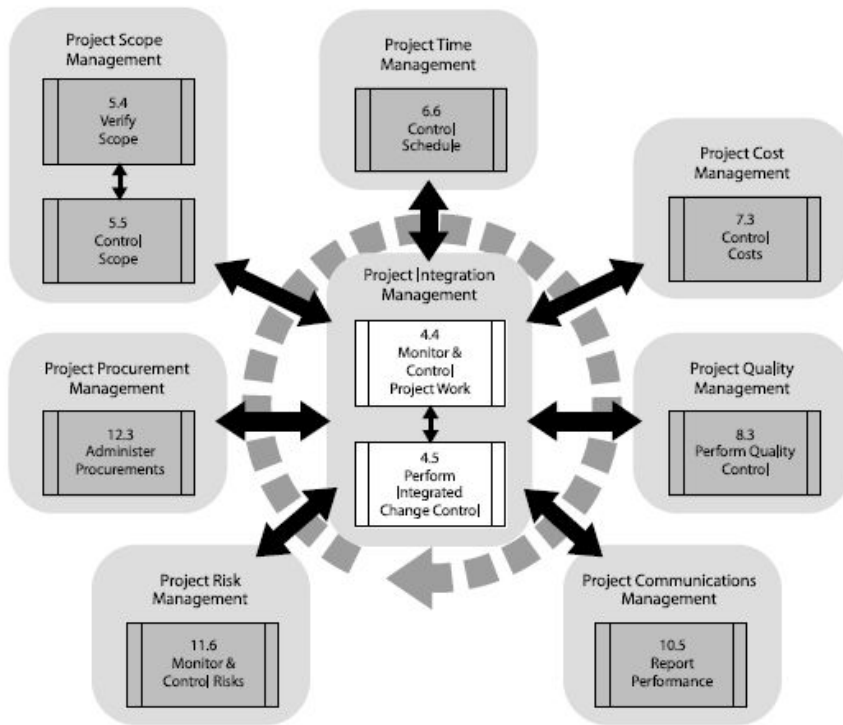 Project Scope
Management
5.4
Verify
Scope
5.5
Control
Scope
Project Time
Management
6.6
Control
Schedule
Project Cost
Management
7.3
Control
Costs
Project Integration
Management
4.4
Monitor &
Control
Project Work
4.5
Perform
Integrated
Change Control
Project Procurement
Management
12.3
Administer
Procurements
Project Quality
Management
8.3
Perform Quality
Control
Project Risk
Management
11.6
Monitor &
Control Risks
Project Communications
Management
10.5
Report
Performance